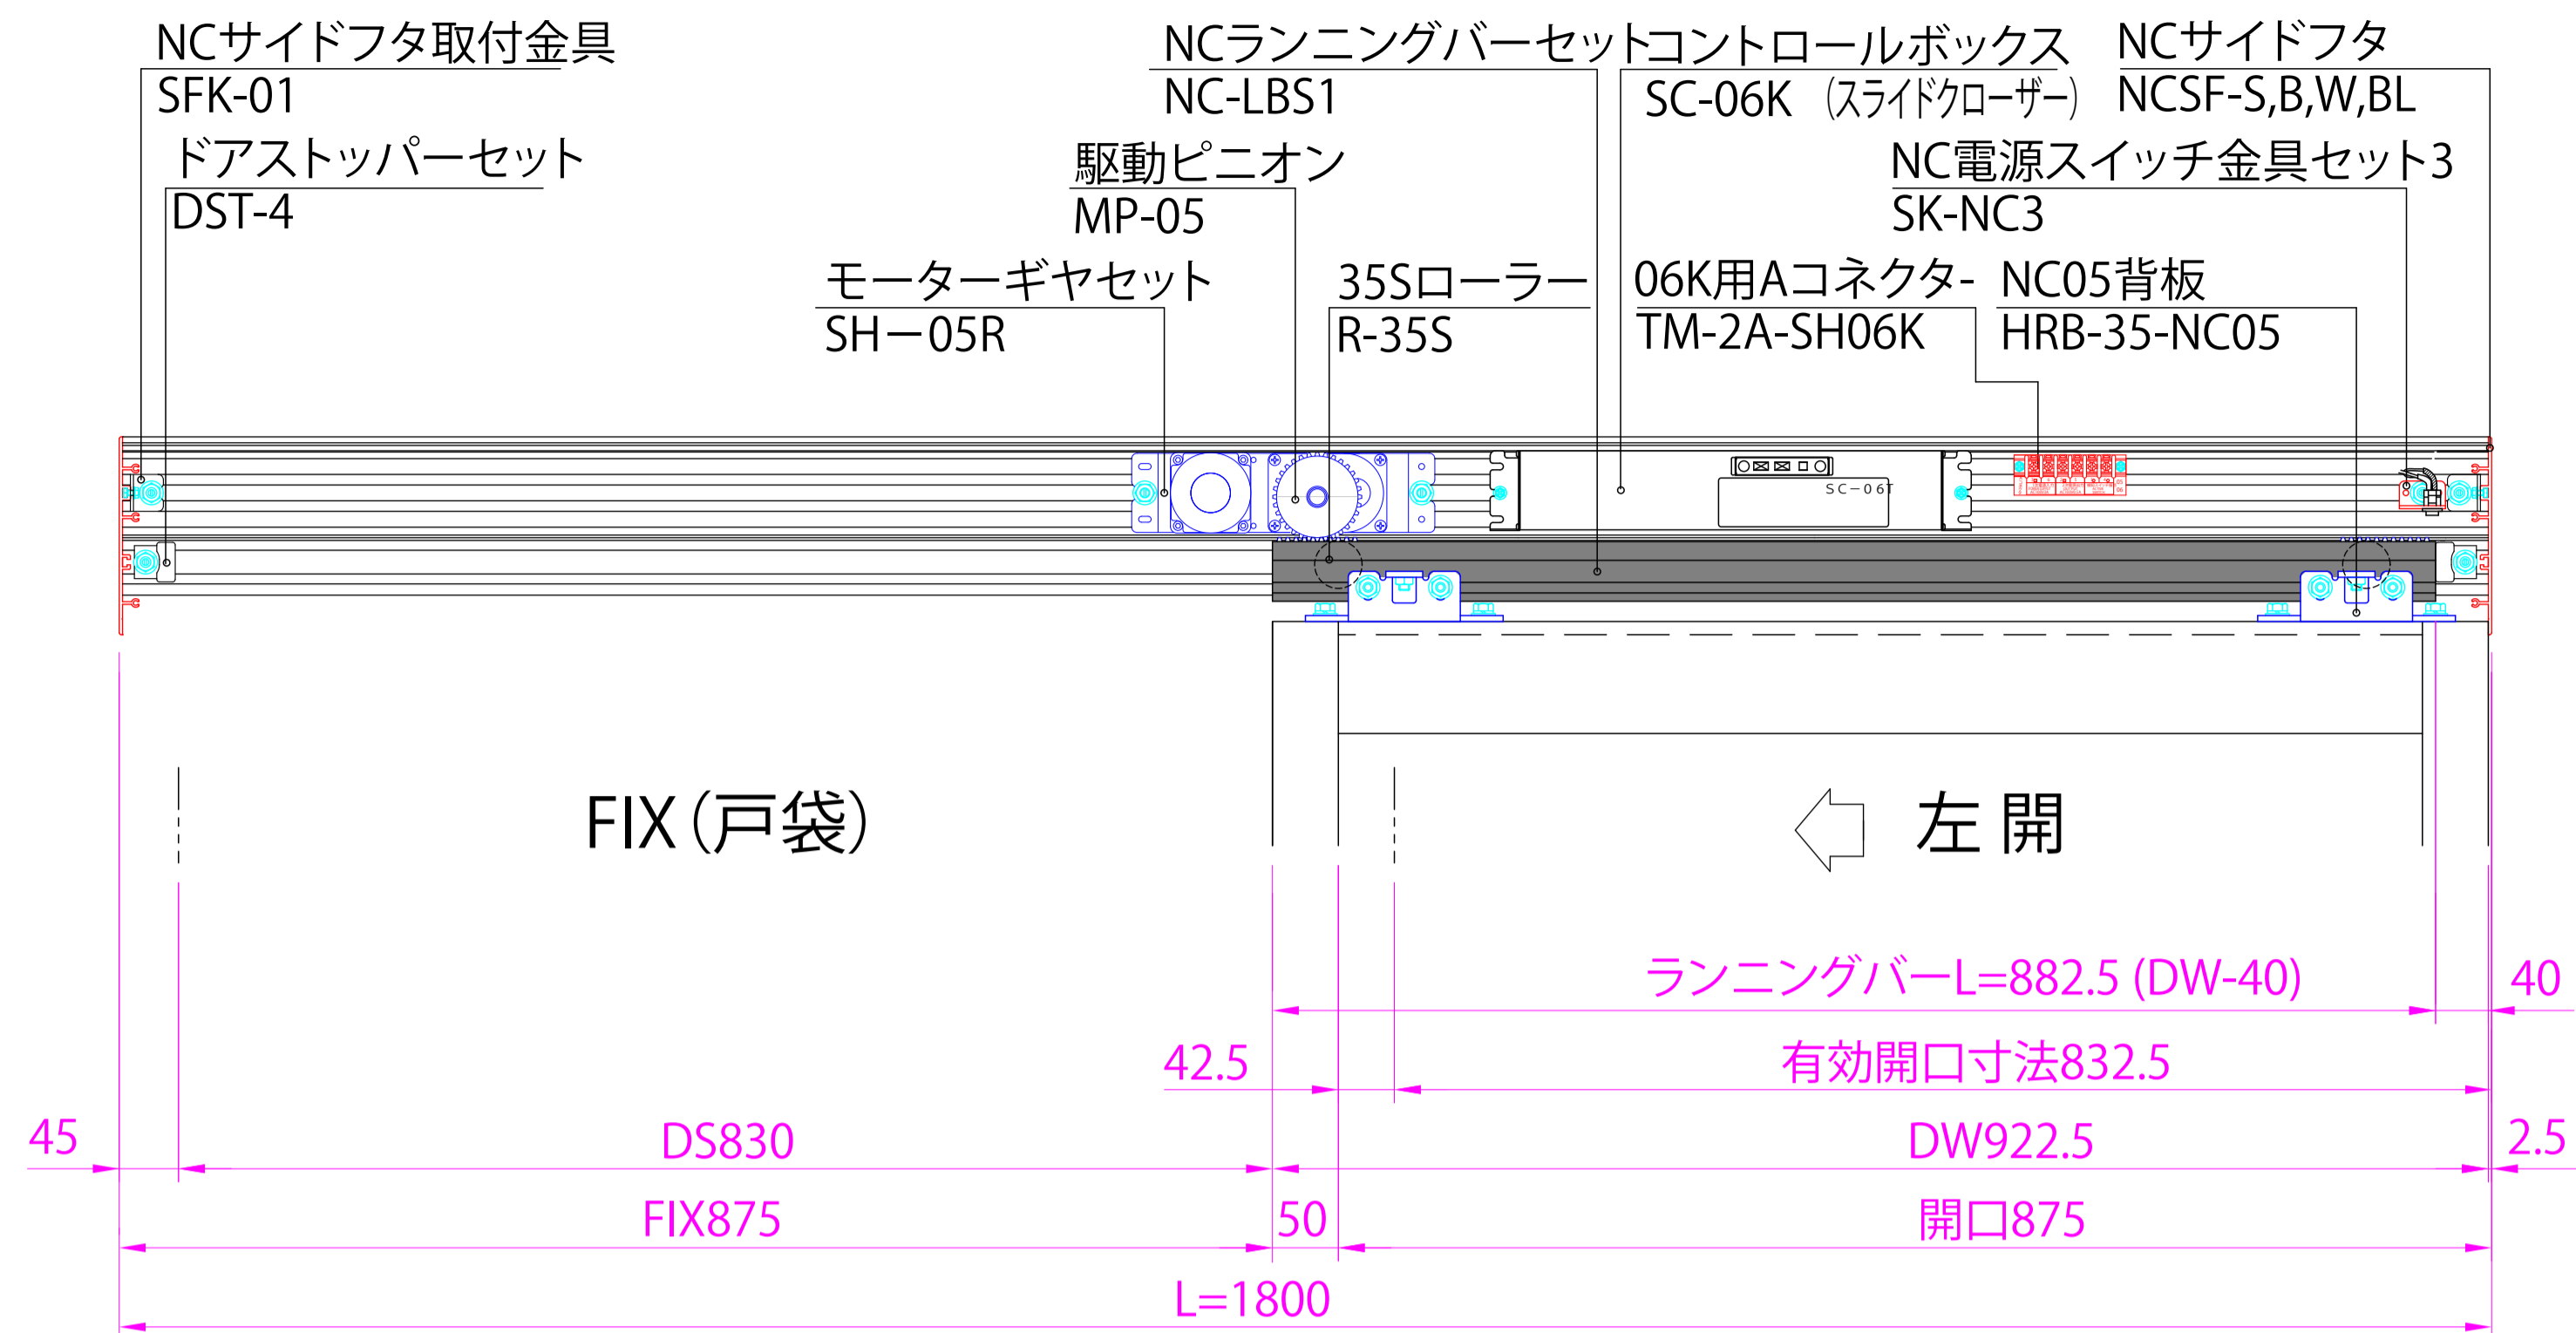 NCサイドフタ取付金具
SFK-01
ドアストッパーセット
DST-4
NCランニングバーセット
NC-LBS1
コントロールボックス
SC-06K (スライドクローザー)
NCサイドフタ
NCSF-S,B,W,BL
駆動ピニオン
MP-05
NC電源スイッチ金具セット3
SK-NC3
モーターギヤセット
SHー05R
35Sローラー
R-35S
06K用Aコネクタ-
TM-2A-SH06K
NC05背板
HRB-35-NC05
SC−06T
FIX(戸袋)
左 開
ランニングバーL=882.5 (DW-40)
40
42.5
有効開口寸法832.5
45
DS830
DW922.5
2.5
FIX875
50
開口875
L=1800